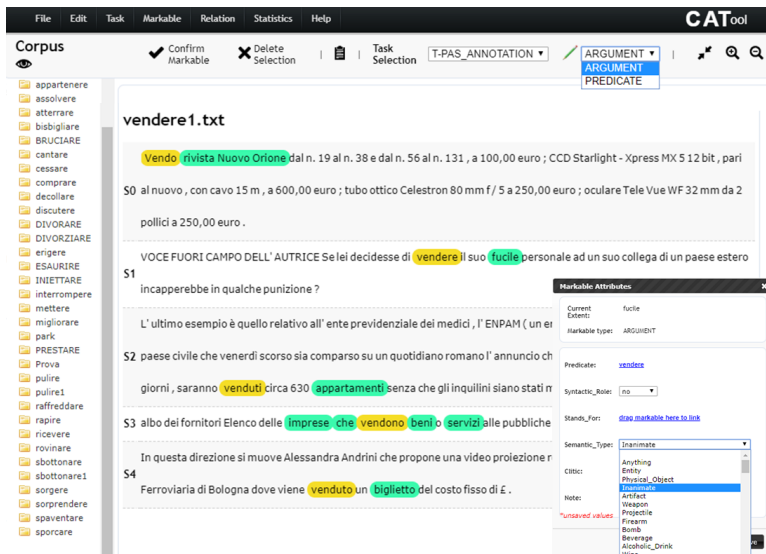 File Edit Task Markable Relation Statistics Help CATool
Corpus
Confirm Markable
Delete Selection
Task Selection
T-PAS_ANNOTATION
ARGUMENT
ARGUMENT
PREDICATE
appartenere
assolvere
atterrare
bisbigliare
BRUCIARE
cantare
cessare
comprare
decollare
discutere
DIVORARE
DIVORZIARE
erigere
ESAURIRE
INIETTARE
interrompere
mettere
migliorare
park
PRESTARE
Prova
pulire
pulire1
raffreddare
rapire
ricevere
rovinare
sbottonare
sbottonare1
sorgere
sorprendere
spaventare
sporcare
vendere1.txt
Vendo rivista Nuovo Orione dal n. 19 al n. 38 e dal n. 56 al n. 131 , a 100,00 euro ; CCD Starlight - Xpress MX 5 12 bit , pari
S0 al nuovo , con cavo 15 m , a 600,00 euro ; tubo ottico Celestron 80 mm f / 5 a 250,00 euro ; oculare Tele Vue WF 32 mm da 2
pollici a 250,00 euro .
VOCE FUORI CAMPO DELL' AUTRICE Se lei decidesse di vendere il suo fucile personale ad un suo collega di un paese estero
S1
incapperebbe in qualche punizione ?
L' ultimo esempio è quello relativo all' ente previdenziale dei medici , l' ENPAM ( un
S2 paese civile che venerdì scorso sia comparso su un quotidiano romano l' annuncio
giorni , saranno venduti circa 630 appartamenti senza che gli inquilini siano stati
S3 albo dei fornitori Elenco delle imprese che vendono beni o servizi alle pubbliche
In questa direzione si muove Alessandra Andrini che propone una video proiezione
S4
Ferroviaria di Bologna dove viene venduto un biglietto del costo fisso di £ .
Markable Attributes x
Current Extent: fucile
Markable type: ARGUMENT
Predicate: vendere
Syntactic_Role: no
Stands_For: drag markable here to link
Semantic_Type: Inanimate
Anything
Entity
Physical_Object
Inanimate
Artifact
Weapon
Projectile
Firearm
Bomb
Beverage
Alcoholic_Drink
Clitic:
Note:
*unsaved values